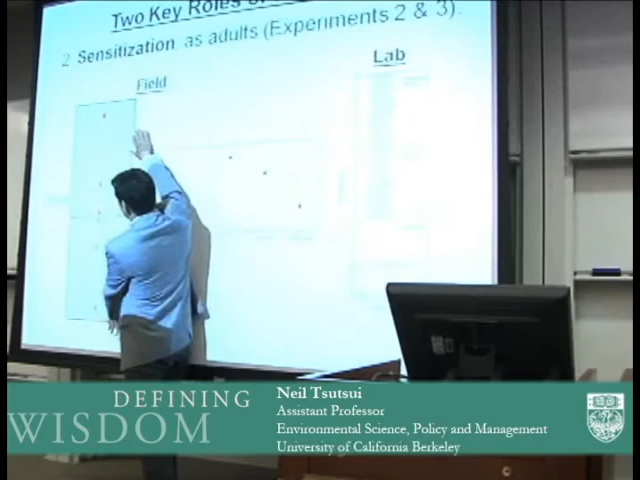 Two Key Roles
2 Sensitization as adults (Experiments 2 & 3).
Field
Lab
DEFINING
WISDOM
Neil Tsutsui
Assistant Professor
Environmental Science, Policy and Management
University of California Berkeley